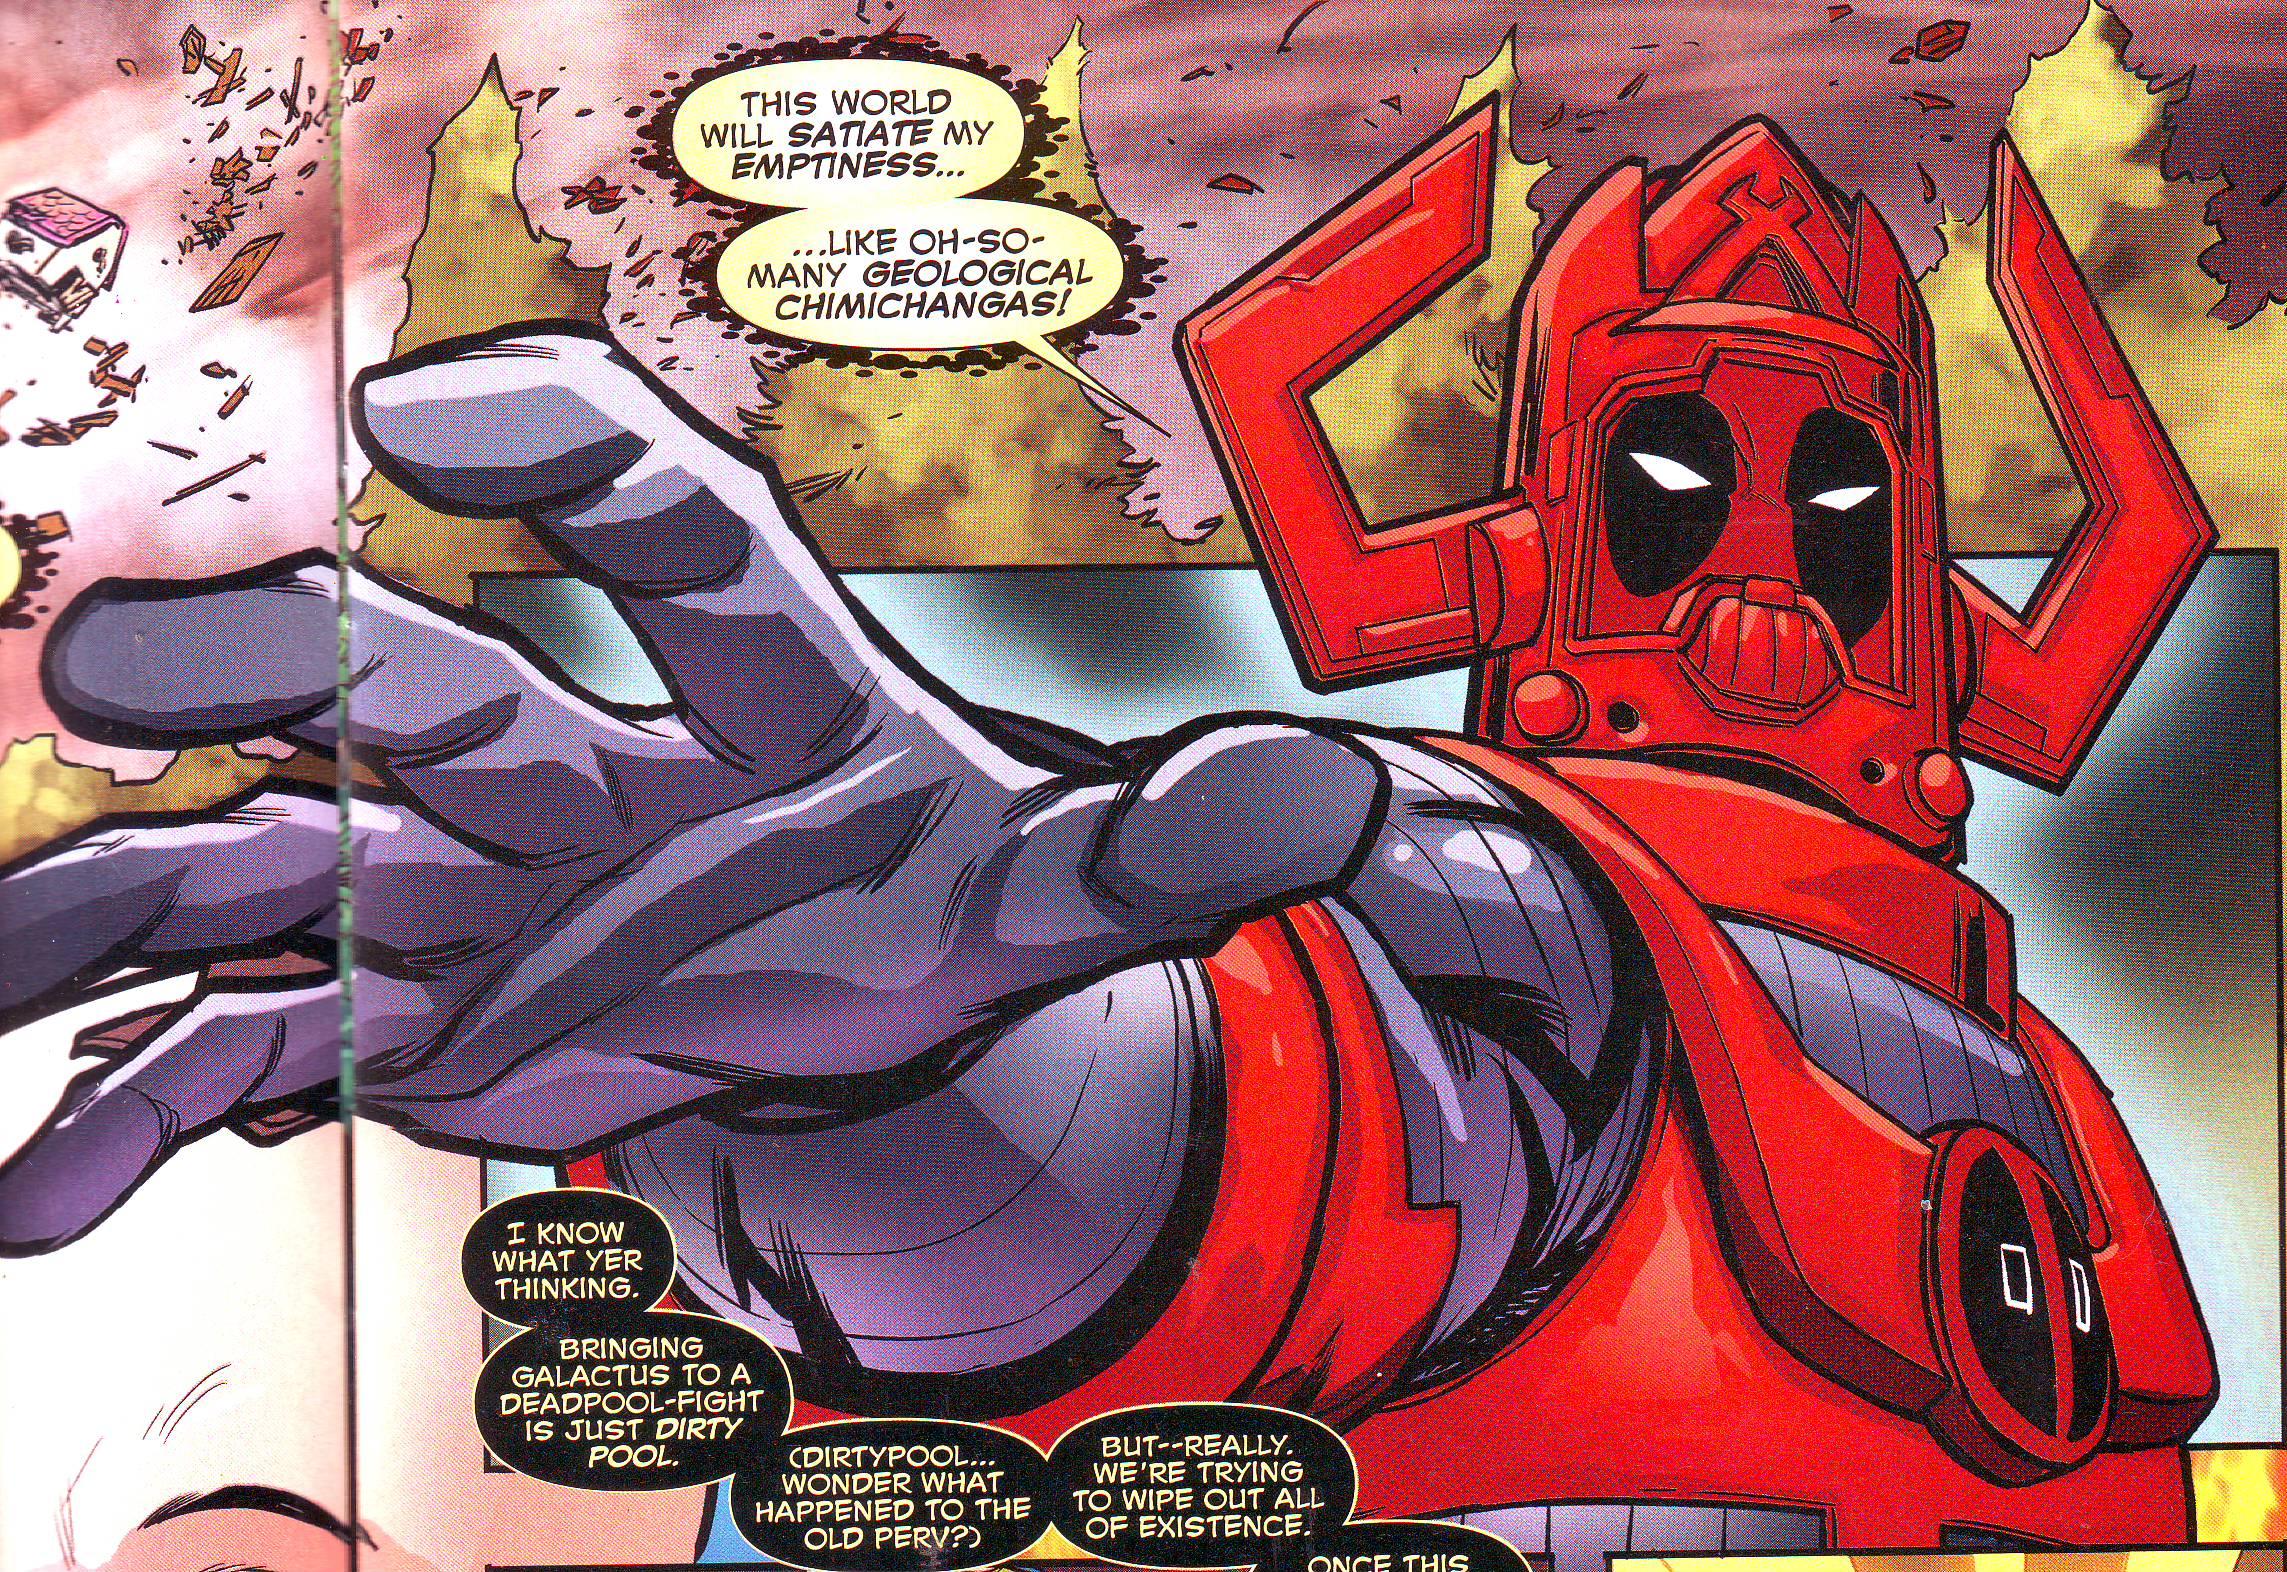 THIS WORLD
WILL SATIATE MY
EMPTINESS...
...LIKE OH-SO-
MANY GEOLOGICAL
CHIMICHANGAS!
I KNOW
WHAT YER
THINKING.
BRINGING
GALACTUS TO A
DEADPOOL-FIGHT
IS JUST DIRTY
POOL.
(DIRTYPOOL...
WONDER WHAT
HAPPENED TO THE
OLD PERV?)
BUT--REALLY.
WE'RE TRYING
TO WIPE OUT ALL
OF EXISTENCE.
ONCE THIS